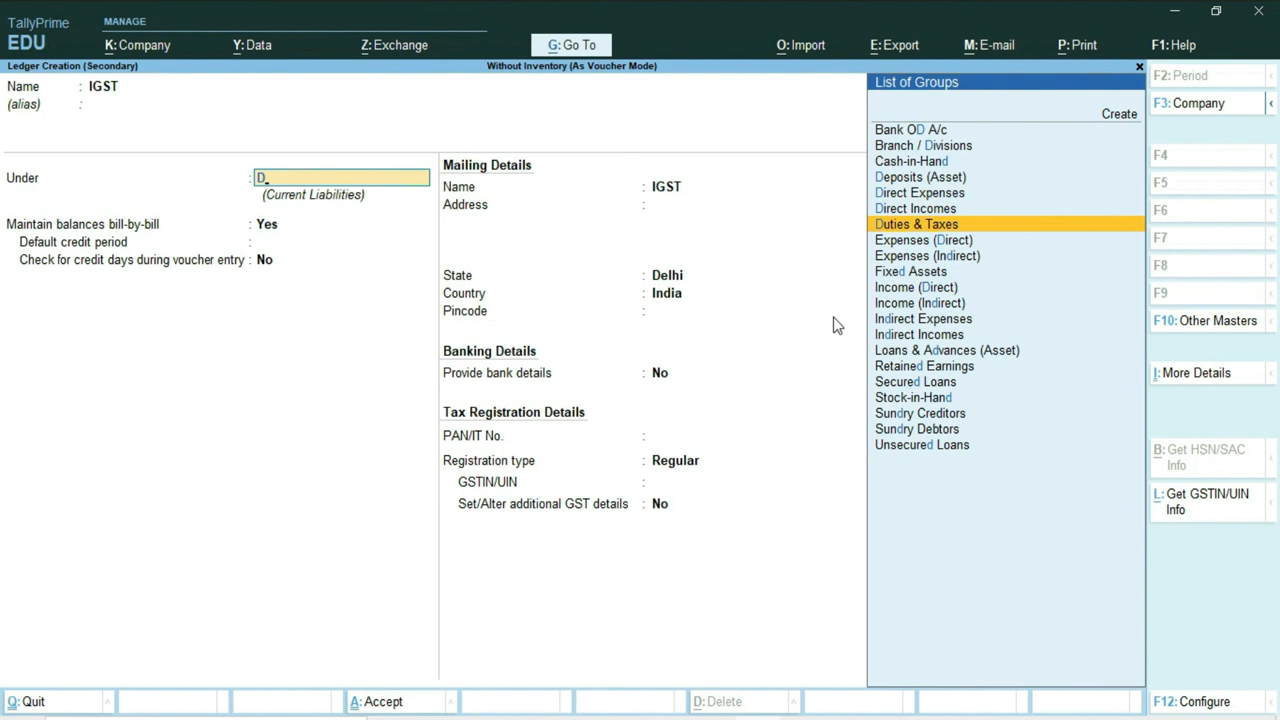 TallyPrime
MANAGE
EDU
K: Company
Y: Data
Z: Exchange
G: Go To
O: Import
E: Export
M: E-mail
P: Print
F1: Help
Ledger Creation (Secondary)
Without Inventory (As Voucher Mode)
×
Name : IGST
(alias) :
Under : D
(Current Liabilities)
Maintain balances bill-by-bill : Yes
Default credit period :
Check for credit days during voucher entry : No
Mailing Details
Name : IGST
Address :
State : Delhi
Country : India
Pincode :
Banking Details
Provide bank details : No
Tax Registration Details
PAN/IT No. :
Registration type : Regular
GSTIN/UIN :
Set/Alter additional GST details : No
List of Groups
Create
Bank OD A/c
Branch / Divisions
Cash-in-Hand
Deposits (Asset)
Direct Expenses
Direct Incomes
Duties & Taxes
Expenses (Direct)
Expenses (Indirect)
Fixed Assets
Income (Direct)
Income (Indirect)
Indirect Expenses
Indirect Incomes
Loans & Advances (Asset)
Retained Earnings
Secured Loans
Stock-in-Hand
Sundry Creditors
Sundry Debtors
Unsecured Loans
F2: Period
F3: Company
F4
F5
F6
F7
F8
F9
F10: Other Masters
I: More Details
B: Get HSN/SAC
Info
L: Get GSTIN/UIN
Info
Q: Quit
A: Accept
D: Delete
F12: Configure